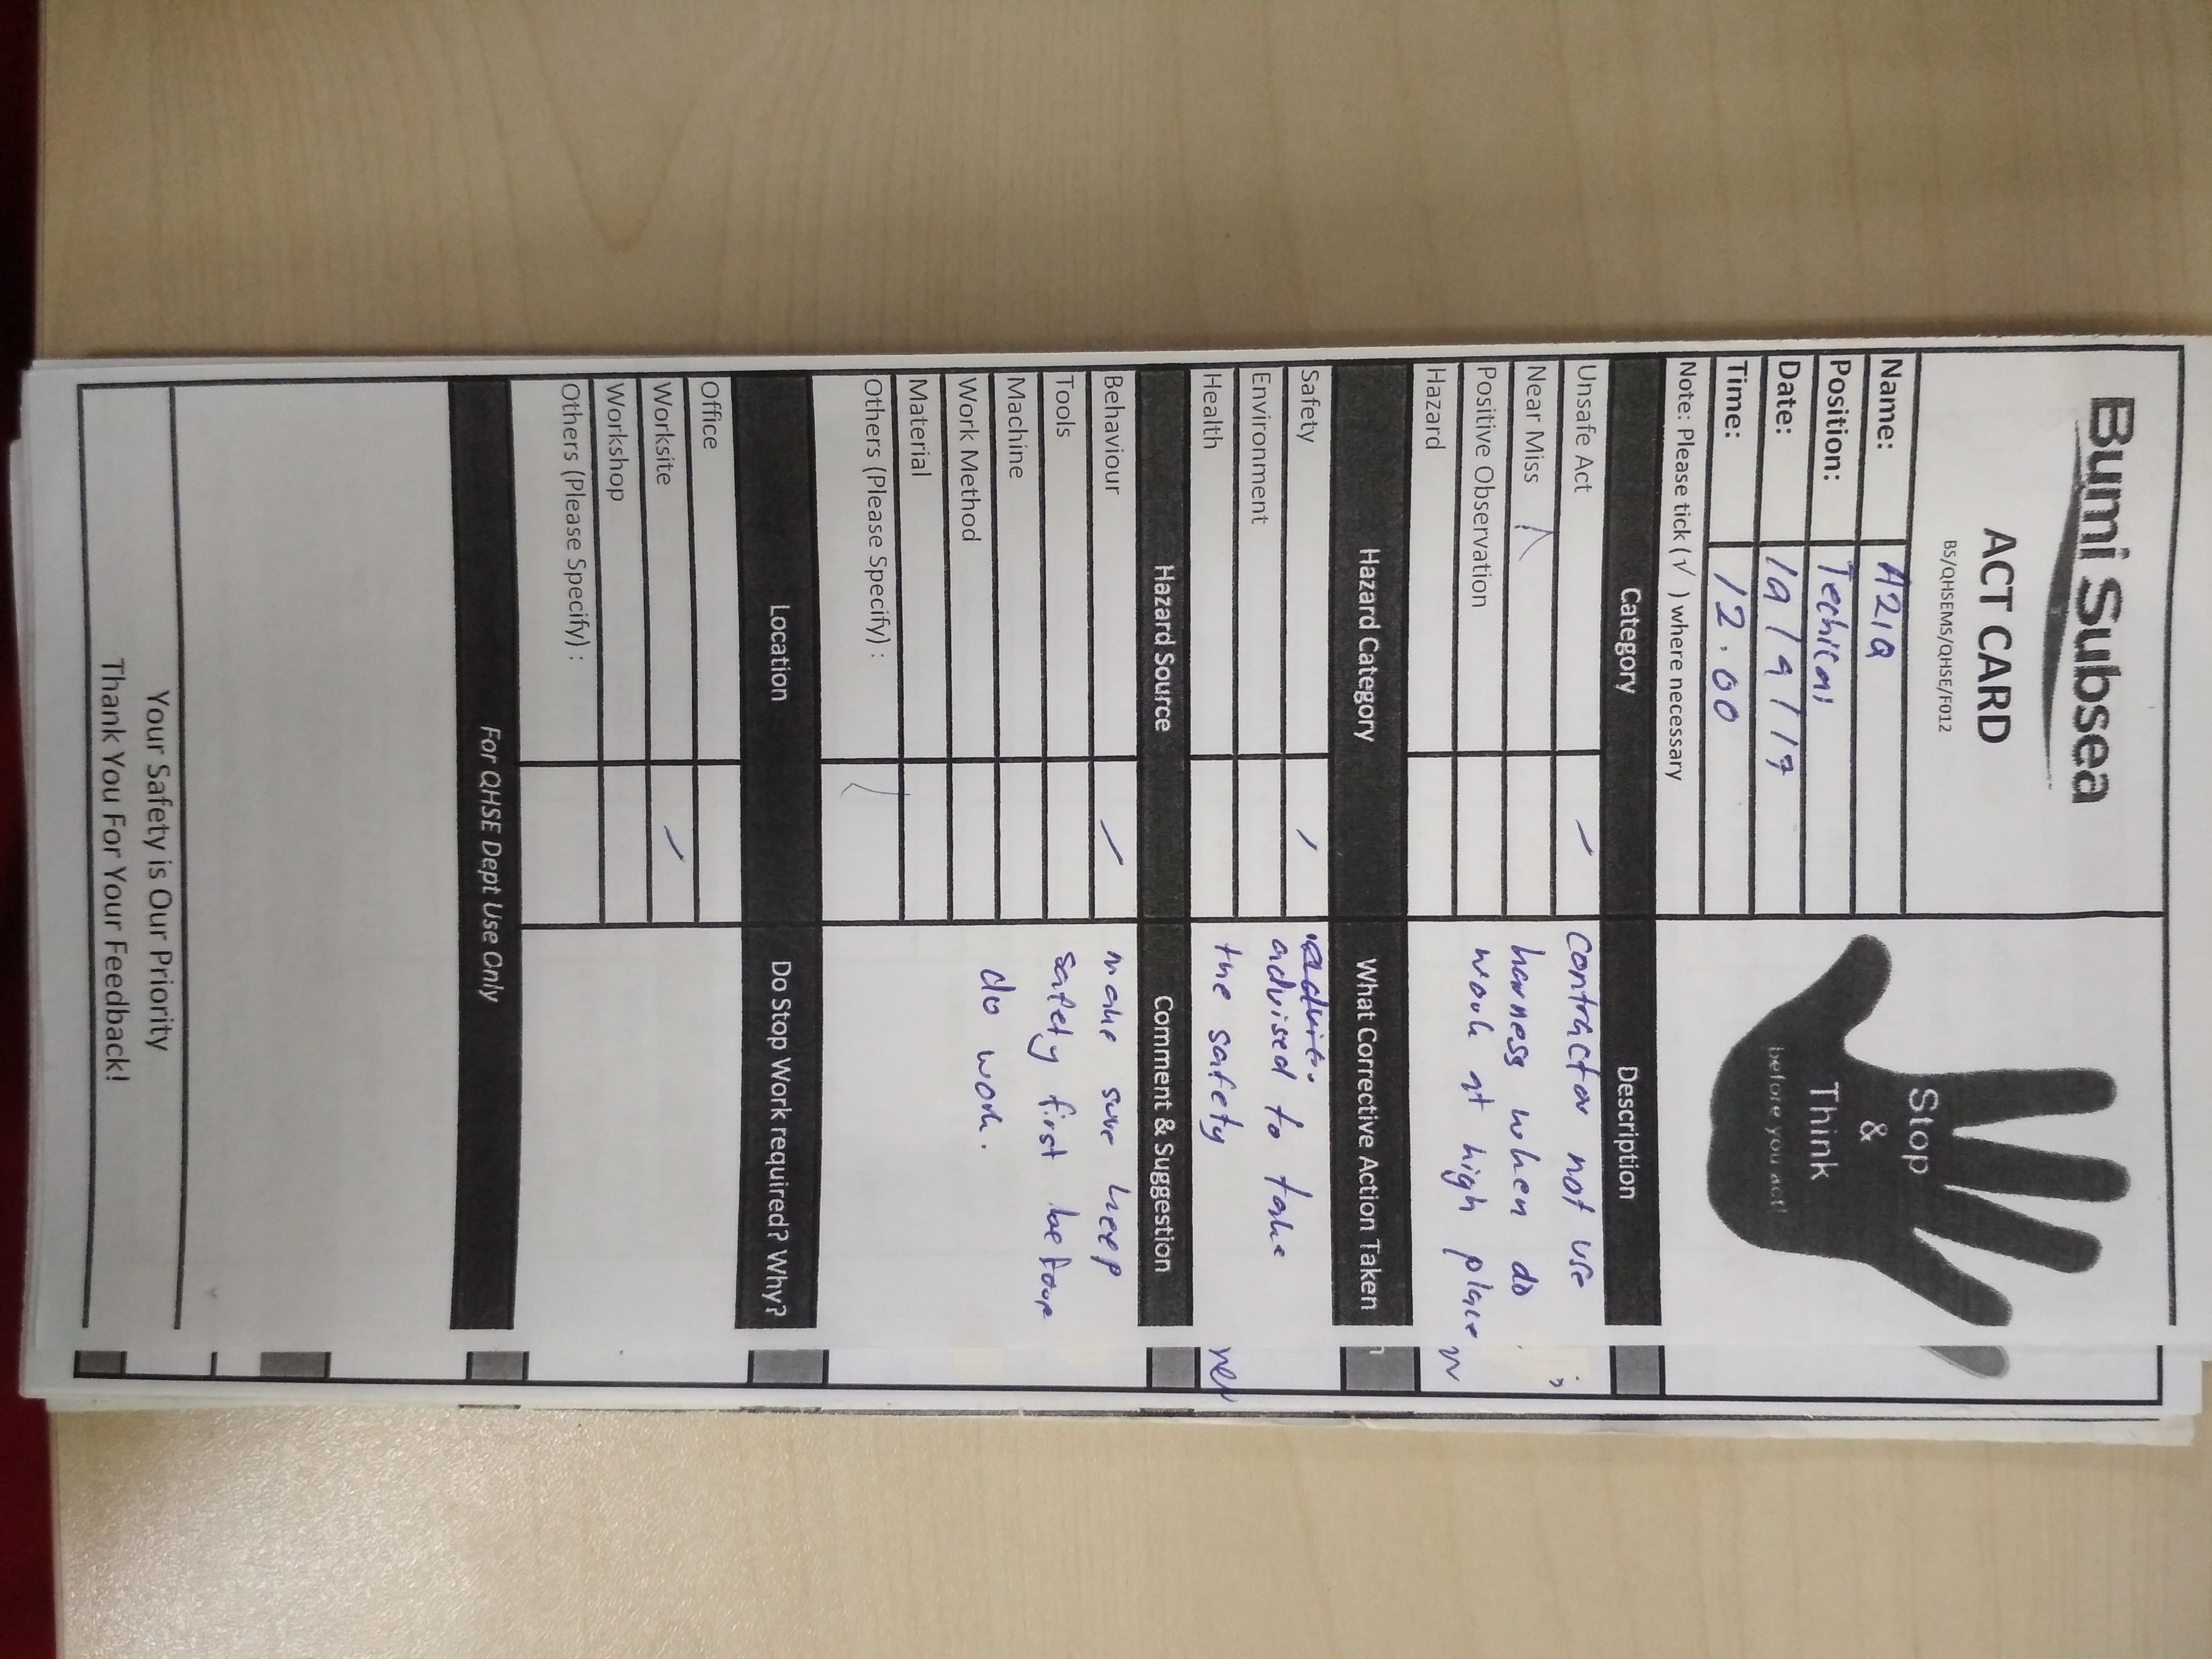 Bumi Subsea
ACT CARD
BS/QHSEMS/QHSE/F012
Name: Azia
Position: Techical
Date: 19/9/17
Time: 12.00
Note: Please tick (√ ) where necessary
Stop
&
Think
before you act!
Category
Description
Unsafe Act ✓
Near Miss
Positive Observation
Hazard
contractor not use
harness when do
work at high place
Hazard Category
What Corrective Action Taken
Safety ✓
Environment
Health
advised to take
the safety
Hazard Source
Comment & Suggestion
Behaviour ✓
Tools
Machine
Work Method
Material
Others (Please Specify) :
make sure keep
safety first before
do work.
Location
Do Stop Work required? Why?
Office
Worksite ✓
Workshop
Others (Please Specify) :
For QHSE Dept Use Only
Your Safety is Our Priority
Thank You For Your Feedback!